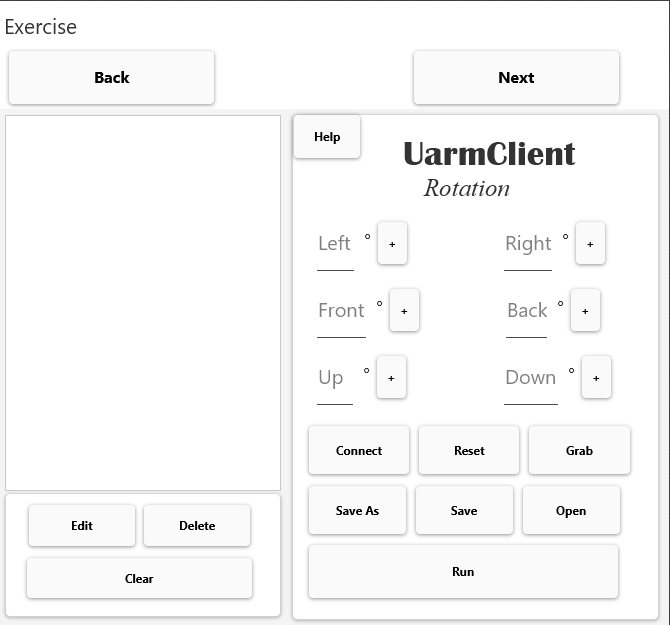 Exercise
Back Next
Help
UarmClient
Rotation
Left ° + Right ° +
Front ° + Back ° +
Up ° + Down ° +
Connect Reset Grab
Save As Save Open
Edit Delete
Run
Clear